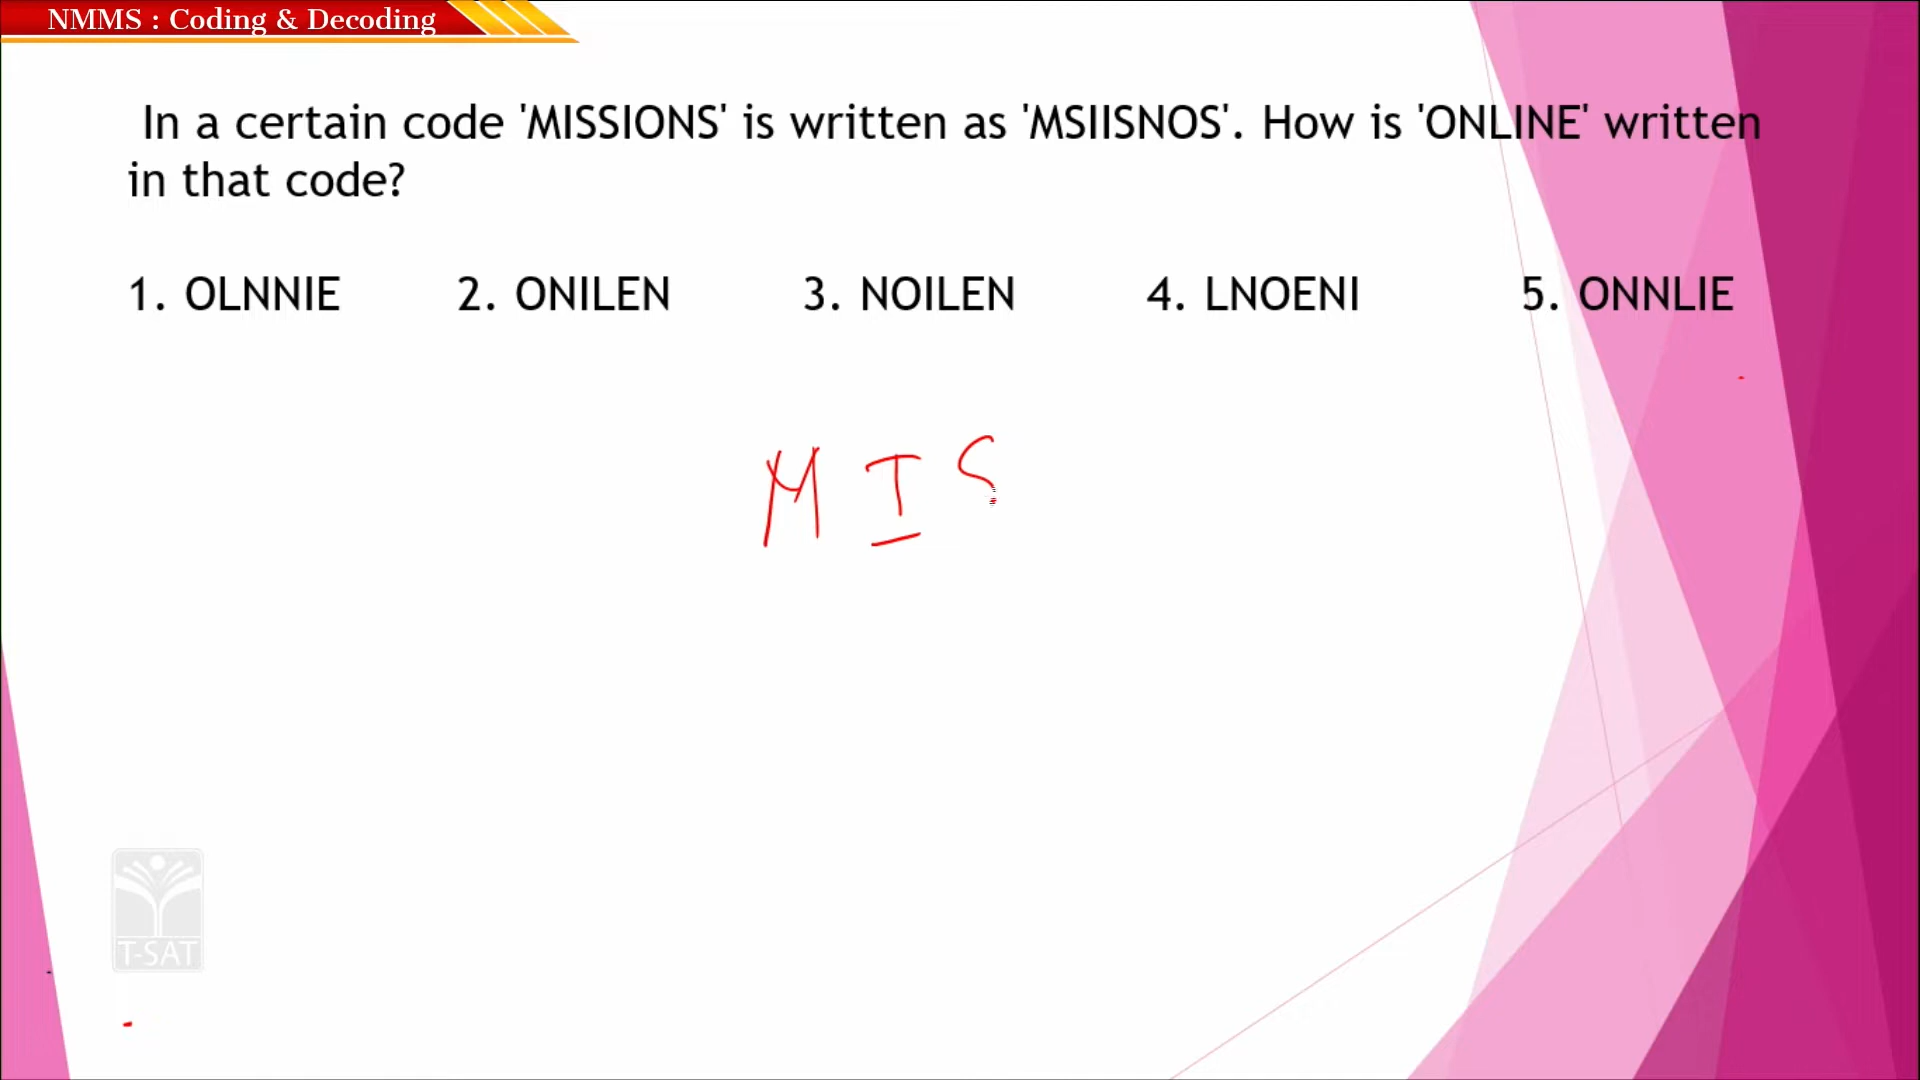 NMMS : Coding & Decoding
In a certain code 'MISSIONS' is written as 'MSIISNOS'. How is 'ONLINE' written
in that code?
1. OLNNIE 2. ONILEN 3. NOILEN 4. LNOENI 5. ONNLIE
M I S
T-SAT